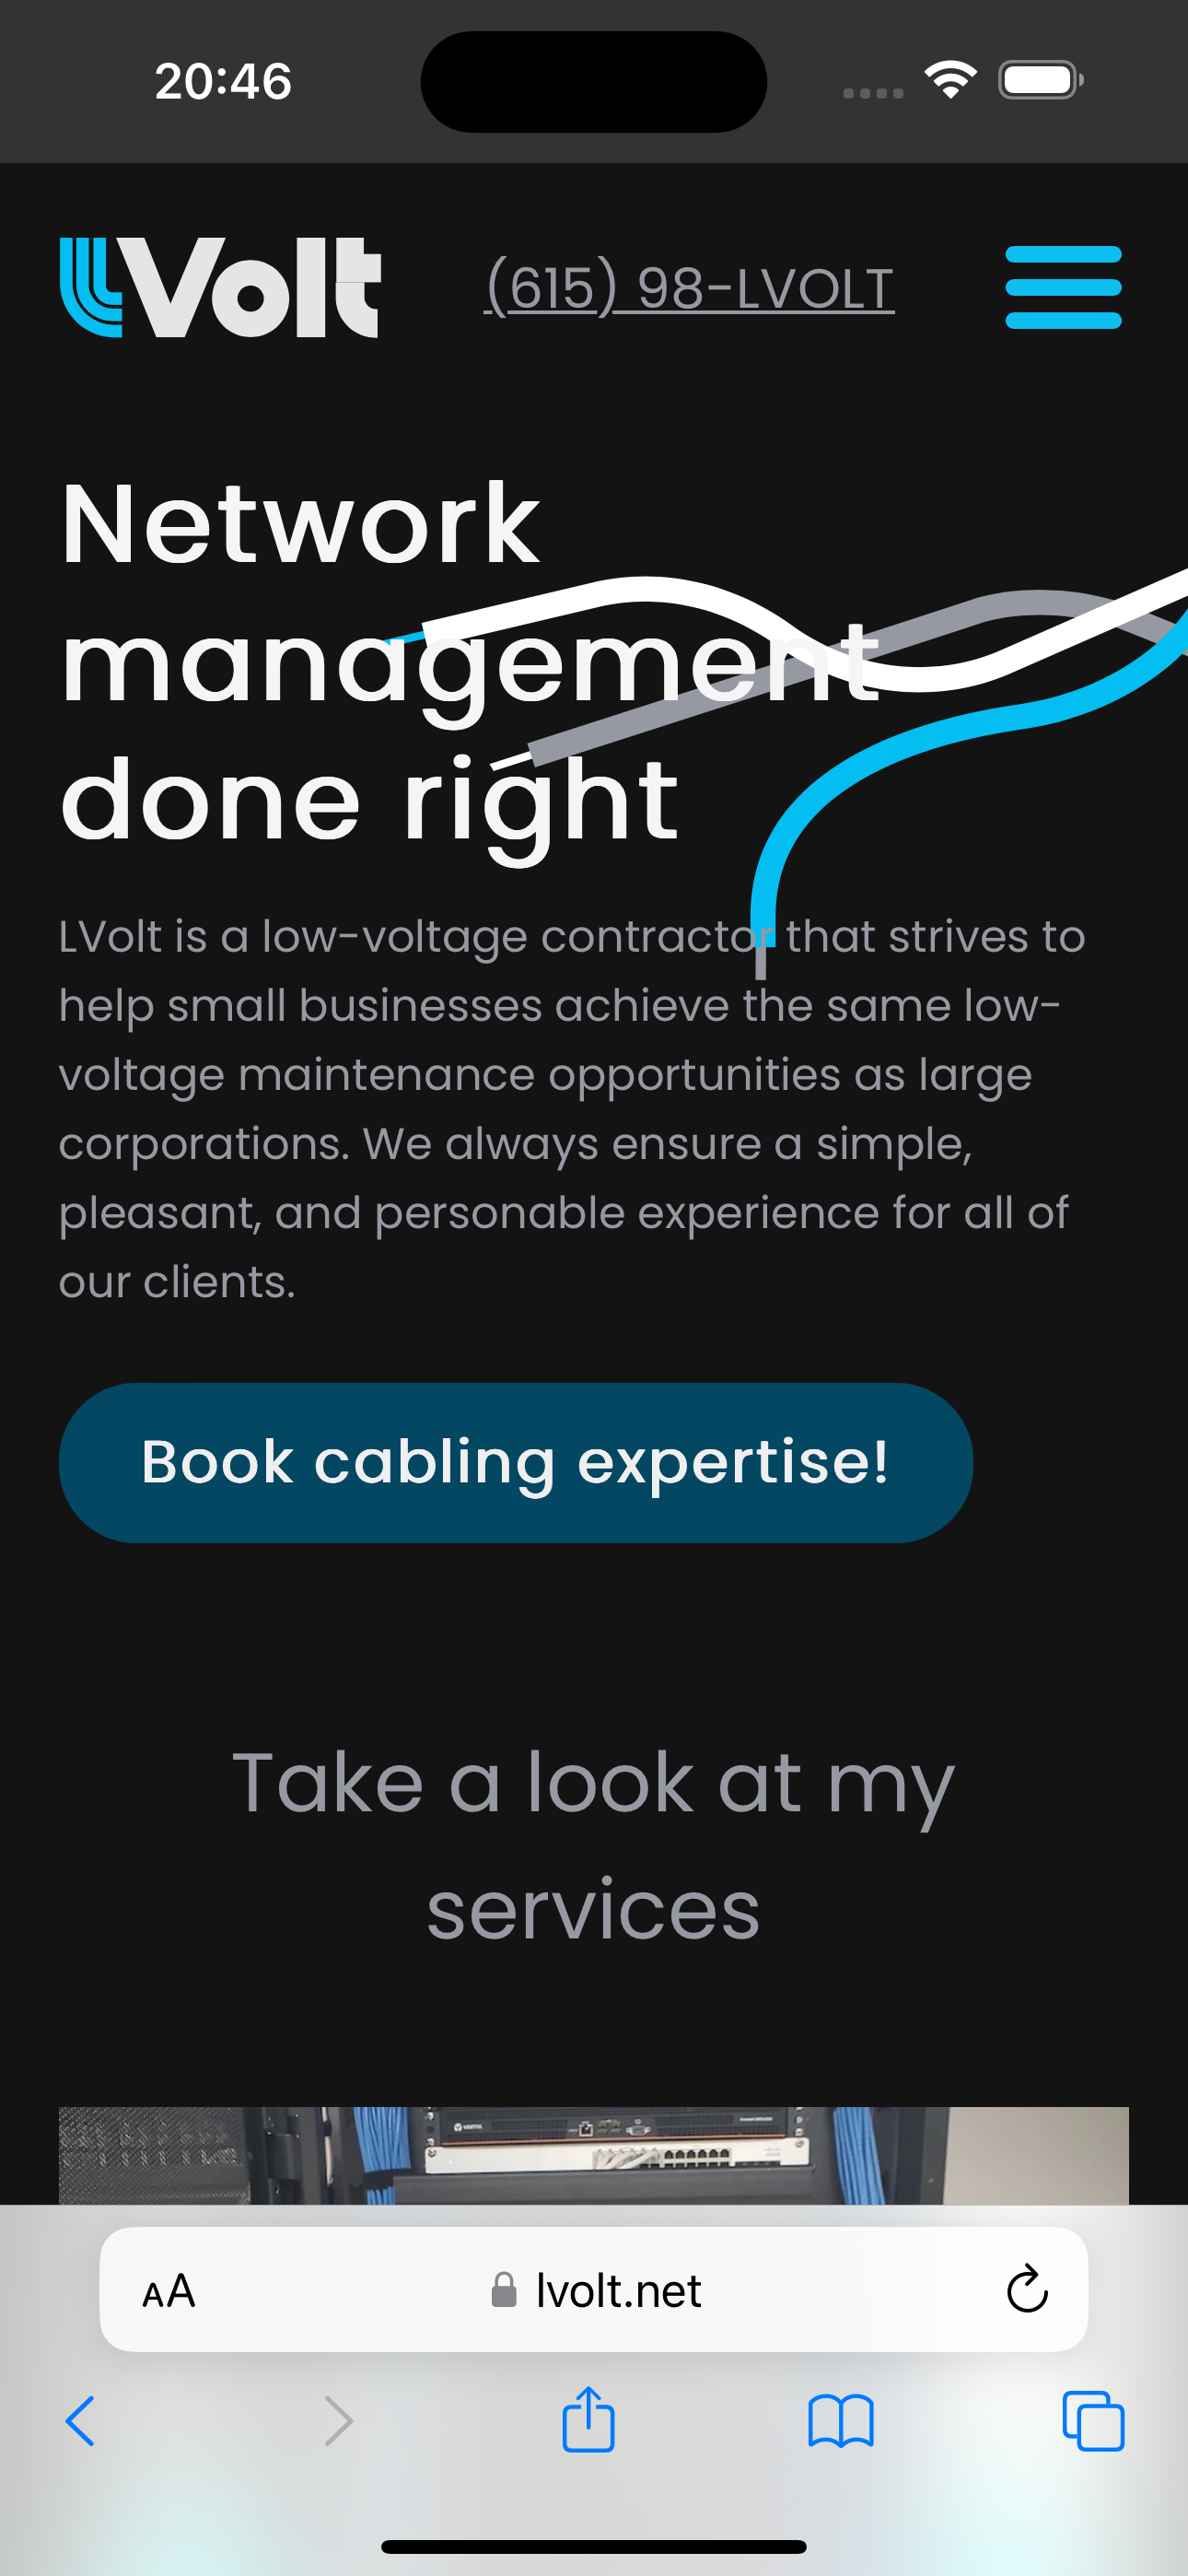 20:46
LVolt
(615) 98-LVOLT
Network
management
done right
LVolt is a low-voltage contractor that strives to
help small businesses achieve the same low-
voltage maintenance opportunities as large
corporations. We always ensure a simple,
pleasant, and personable experience for all of
our clients.
Book cabling expertise!
Take a look at my
services
AA
lvolt.net